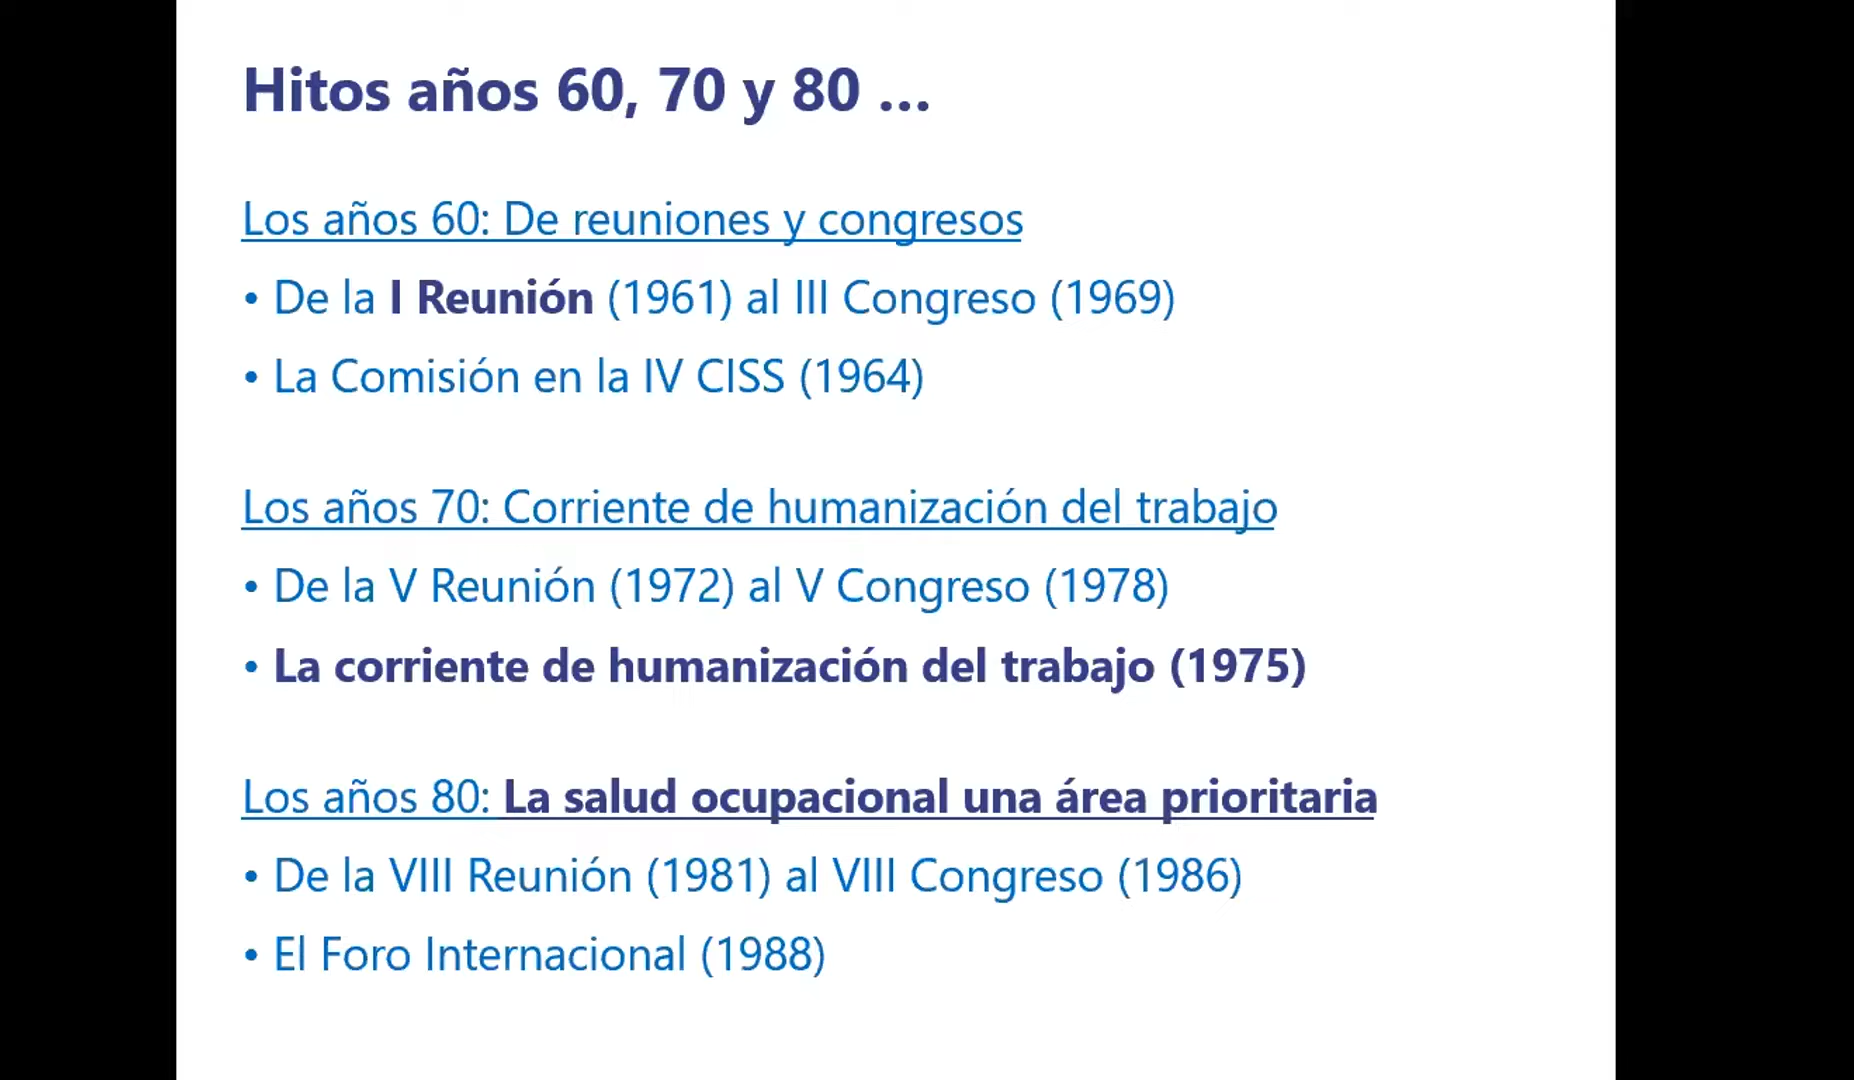 Hitos años 60, 70 y 80 ...
Los años 60: De reuniones y congresos
• De la I Reunión (1961) al III Congreso (1969)
• La Comisión en la IV CISS (1964)
Los años 70: Corriente de humanización del trabajo
• De la V Reunión (1972) al V Congreso (1978)
• La corriente de humanización del trabajo (1975)
Los años 80: La salud ocupacional una área prioritaria
• De la VIII Reunión (1981) al VIII Congreso (1986)
• El Foro Internacional (1988)